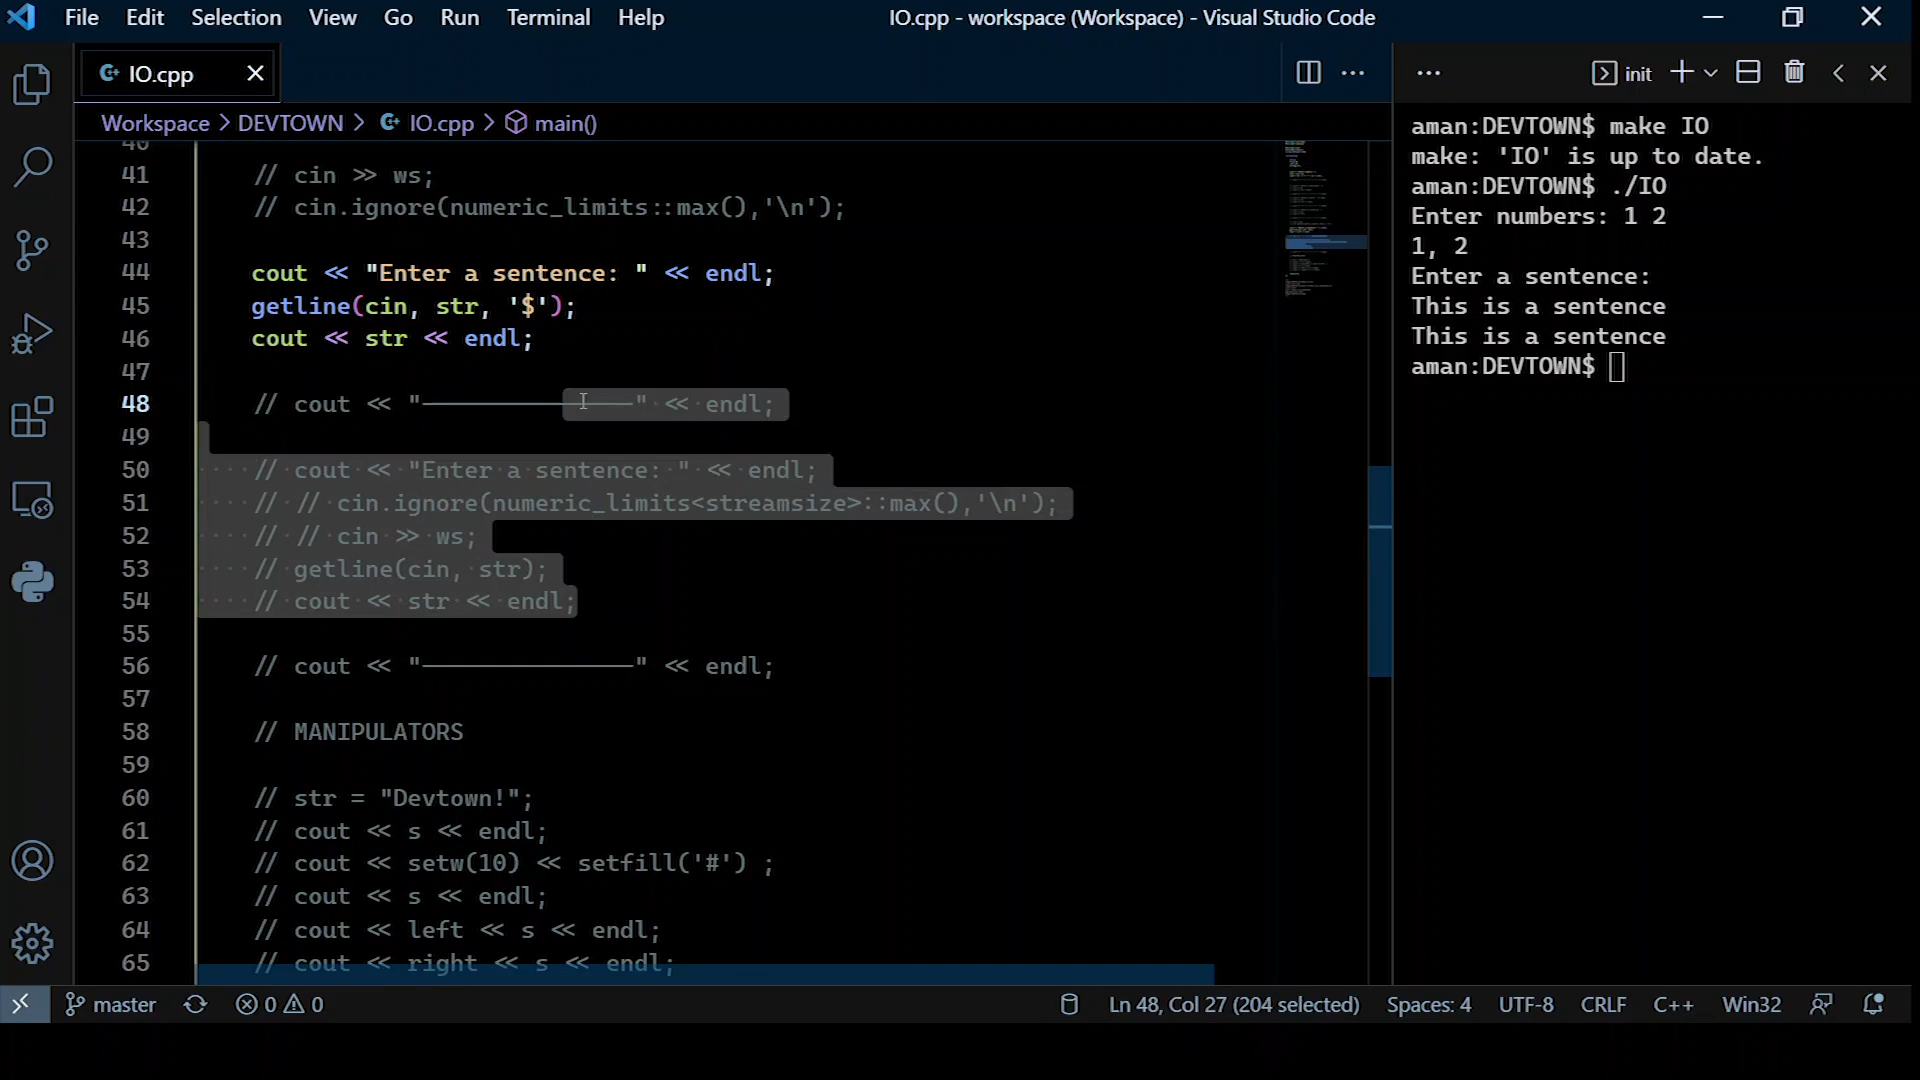 File Edit Selection View Go Run Terminal Help IO.cpp - workspace (Workspace) - Visual Studio Code
IO.cpp
init
Workspace > DEVTOWN > IO.cpp > main()
40
41 // cin >> ws;
42 // cin.ignore(numeric_limits::max(),'\n');
43
44 cout << "Enter a sentence: " << endl;
45 getline(cin, str, '$');
46 cout << str << endl;
47
48 // cout << "---------------" << endl;
49
50 // cout << "Enter a sentence: " << endl;
51 // // cin.ignore(numeric_limits<streamsize>::max(),'\n');
52 // // cin >> ws;
53 // getline(cin, str);
54 // cout << str << endl;
55
56 // cout << "---------------" << endl;
57
58 // MANIPULATORS
59
60 // str = "Devtown!";
61 // cout << s << endl;
62 // cout << setw(10) << setfill('#') ;
63 // cout << s << endl;
64 // cout << left << s << endl;
65 // cout << right << s << endl;
aman:DEVTOWN$ make IO
make: 'IO' is up to date.
aman:DEVTOWN$ ./IO
Enter numbers: 1 2
1, 2
Enter a sentence:
This is a sentence
This is a sentence
aman:DEVTOWN$
master 0 0 Ln 48, Col 27 (204 selected) Spaces: 4 UTF-8 CRLF C++ Win32